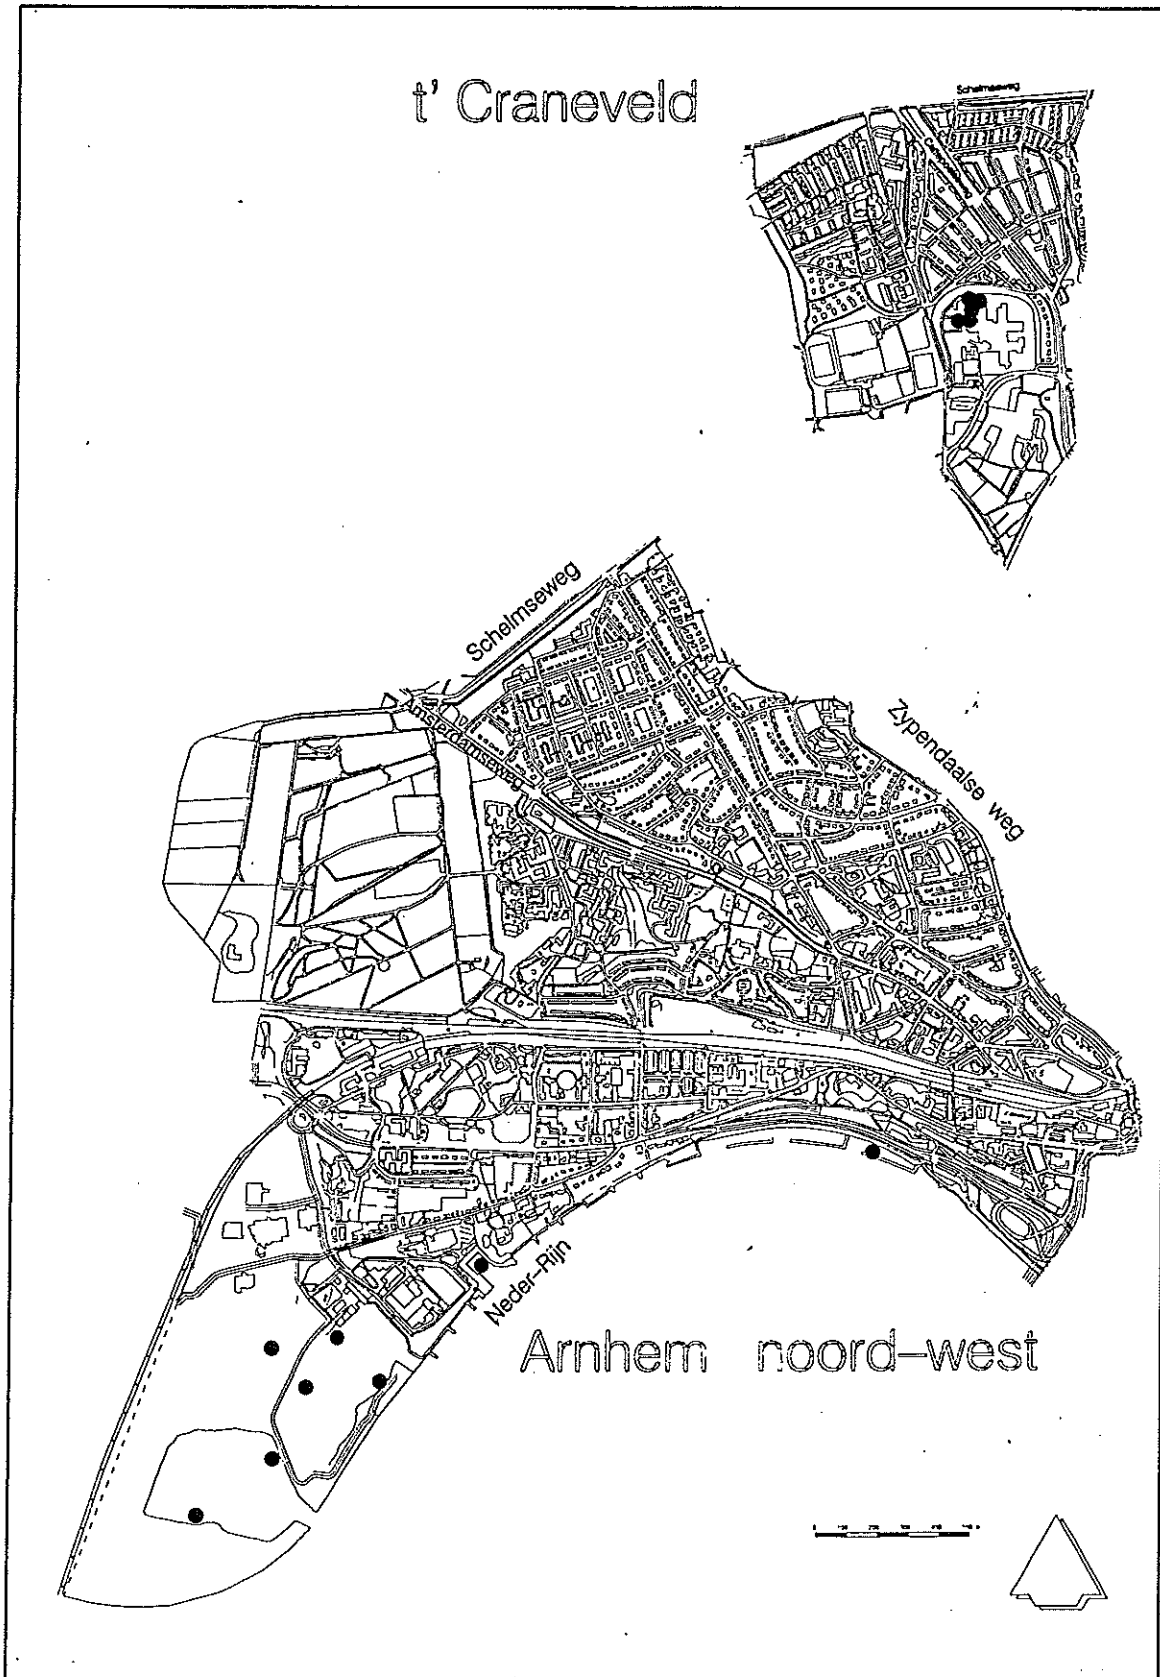 t' Craneveld
Schelmseweg
Schelmseweg
Amsterdamseweg
Zypendaalse weg
Neder-Rijn
Arnhem noord-west